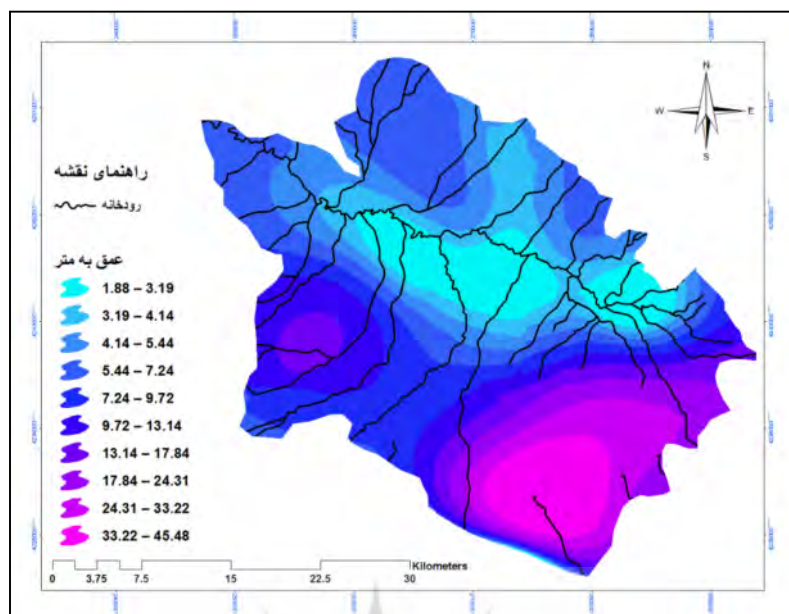 N
W E
S
راهنمای نقشه
رودخانه
عمق به متر
1.88 – 3.19
3.19 – 4.14
4.14 – 5.44
5.44 – 7.24
7.24 – 9.72
9.72 – 13.14
13.14 – 17.84
17.84 – 24.31
24.31 – 33.22
33.22 – 45.48
Kilometers
0 3.75 7.5 15 22.5 30